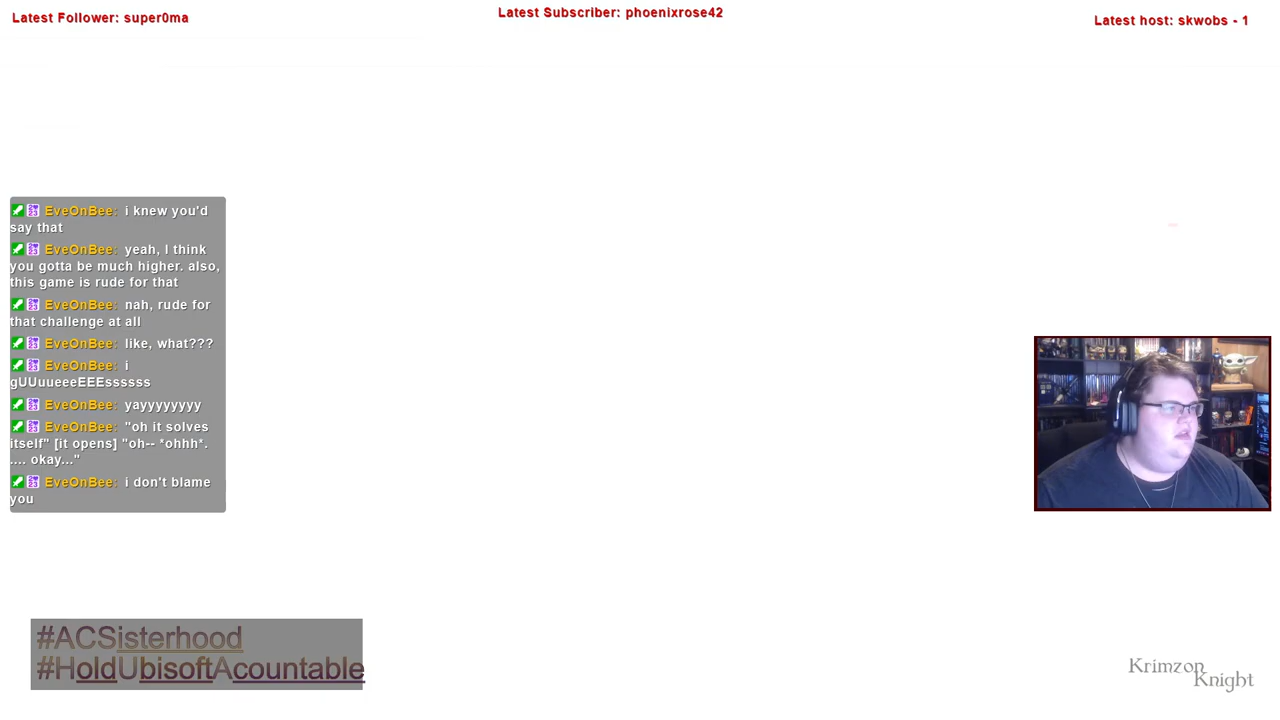 Latest Follower: super0ma
Latest Subscriber: phoenixrose42
Latest host: skwobs - 1
EveOnBee: i knew you'd
say that
EveOnBee: yeah, I think
you gotta be much higher. also,
this game is rude for that
EveOnBee: nah, rude for
that challenge at all
EveOnBee: like, what???
EveOnBee: i
gUUuueeeEEEssssss
EveOnBee: yayyyyyyyy
EveOnBee: "oh it solves
itself" [it opens] "oh-- *ohhh*.
.... okay..."
EveOnBee: i don't blame
you
#ACSisterhood
#HoldUbisoftAcountable
Krimzon
Knight